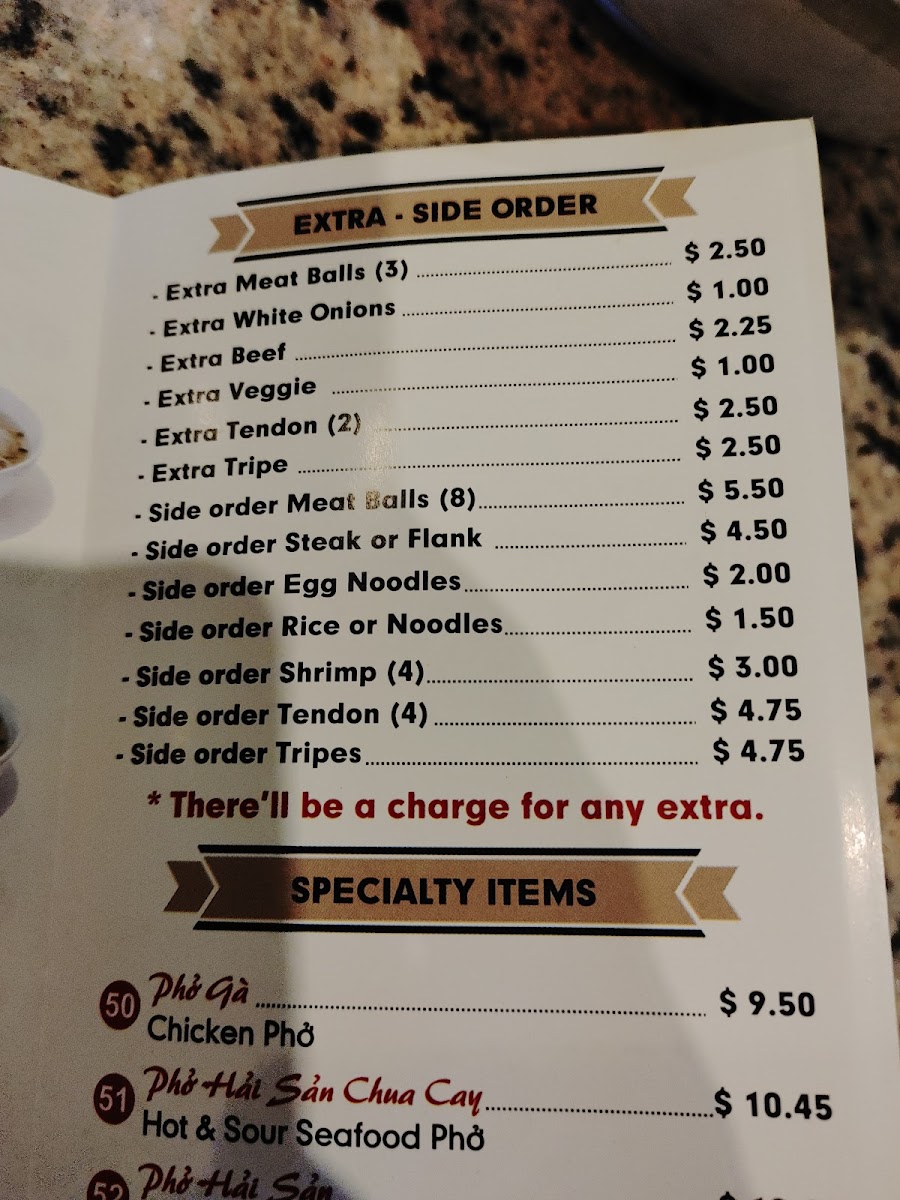 EXTRA - SIDE ORDER
- Extra Meat Balls (3) $ 2.50
- Extra White Onions $ 1.00
- Extra Beef $ 2.25
- Extra Veggie $ 1.00
- Extra Tendon (2) $ 2.50
- Extra Tripe $ 2.50
- Side order Meat Balls (8) $ 5.50
- Side order Steak or Flank $ 4.50
- Side order Egg Noodles $ 2.00
- Side order Rice or Noodles $ 1.50
- Side order Shrimp (4) $ 3.00
- Side order Tendon (4) $ 4.75
- Side order Tripes $ 4.75
* There'll be a charge for any extra.
SPECIALTY ITEMS
50 Phở Gà $ 9.50
Chicken Phở
51 Phở Hải Sản Chua Cay $ 10.45
Hot & Sour Seafood Phở
52 Phở Hải Sản